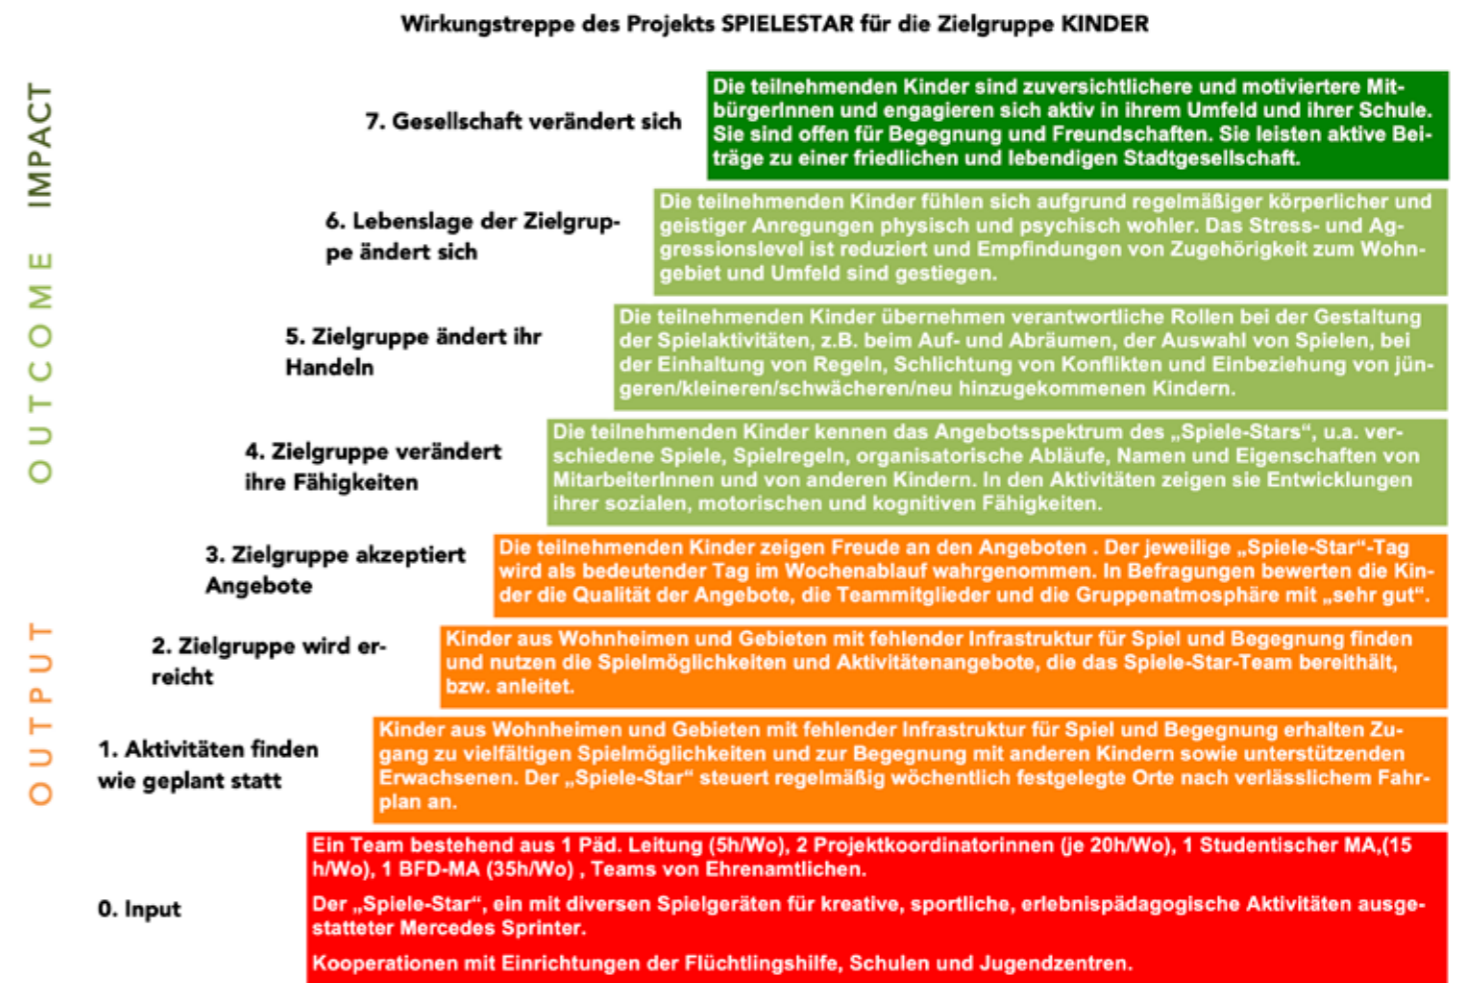 Wirkungstreppe des Projekts SPIELESTAR für die Zielgruppe KINDER
IMPACT
7. Gesellschaft verändert sich
Die teilnehmenden Kinder sind zuversichtlichere und motiviertere Mit-
bürgerInnen und engagieren sich aktiv in ihrem Umfeld und ihrer Schule.
Sie sind offen für Begegnung und Freundschaften. Sie leisten aktive Bei-
träge zu einer friedlichen und lebendigen Stadtgesellschaft.
OUTCOME
6. Lebenslage der Zielgrup-
pe ändert sich
Die teilnehmenden Kinder fühlen sich aufgrund regelmäßiger körperlicher und
geistiger Anregungen physisch und psychisch wohler. Das Stress- und Ag-
gressionslevel ist reduziert und Empfindungen von Zugehörigkeit zum Wohn-
gebiet und Umfeld sind gestiegen.
5. Zielgruppe ändert ihr
Handeln
Die teilnehmenden Kinder übernehmen verantwortliche Rollen bei der Gestaltung
der Spielaktivitäten, z.B. beim Auf- und Abräumen, der Auswahl von Spielen, bei
der Einhaltung von Regeln, Schlichtung von Konflikten und Einbeziehung von jün-
geren/kleineren/schwächeren/neu hinzugekommenen Kindern.
4. Zielgruppe verändert
ihre Fähigkeiten
Die teilnehmenden Kinder kennen das Angebotsspektrum des „Spiele-Stars“, u.a. ver-
schiedene Spiele, Spielregeln, organisatorische Abläufe, Namen und Eigenschaften von
MitarbeiterInnen und von anderen Kindern. In den Aktivitäten zeigen sie Entwicklungen
ihrer sozialen, motorischen und kognitiven Fähigkeiten.
OUTPUT
3. Zielgruppe akzeptiert
Angebote
Die teilnehmenden Kinder zeigen Freude an den Angeboten . Der jeweilige „Spiele-Star“-Tag
wird als bedeutender Tag im Wochenablauf wahrgenommen. In Befragungen bewerten die Kin-
der die Qualität der Angebote, die Teammitglieder und die Gruppenatmosphäre mit „sehr gut“.
2. Zielgruppe wird er-
reicht
Kinder aus Wohnheimen und Gebieten mit fehlender Infrastruktur für Spiel und Begegnung finden
und nutzen die Spielmöglichkeiten und Aktivitätenangebote, die das Spiele-Star-Team bereithält,
bzw. anleitet.
1. Aktivitäten finden
wie geplant statt
Kinder aus Wohnheimen und Gebieten mit fehlender Infrastruktur für Spiel und Begegnung erhalten Zu-
gang zu vielfältigen Spielmöglichkeiten und zur Begegnung mit anderen Kindern sowie unterstützenden
Erwachsenen. Der „Spiele-Star“ steuert regelmäßig wöchentlich festgelegte Orte nach verlässlichem Fahr-
plan an.
0. Input
Ein Team bestehend aus 1 Päd. Leitung (5h/Wo), 2 Projektkoordinatorinnen (je 20h/Wo), 1 Studentischer MA,(15
h/Wo), 1 BFD-MA (35h/Wo) , Teams von Ehrenamtlichen.
Der „Spiele-Star“, ein mit diversen Spielgeräten für kreative, sportliche, erlebnispädagogische Aktivitäten ausge-
statteter Mercedes Sprinter.
Kooperationen mit Einrichtungen der Flüchtlingshilfe, Schulen und Jugendzentren.